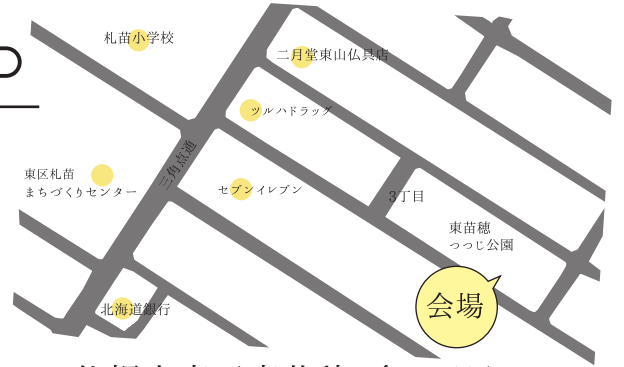 札苗小学校
二月堂東山仏具店
ツルハドラッグ
三角点通
東区札苗
まちづくりセンター
セブンイレブン
3丁目
東苗穂
つつじ公園
会場
北海道銀行